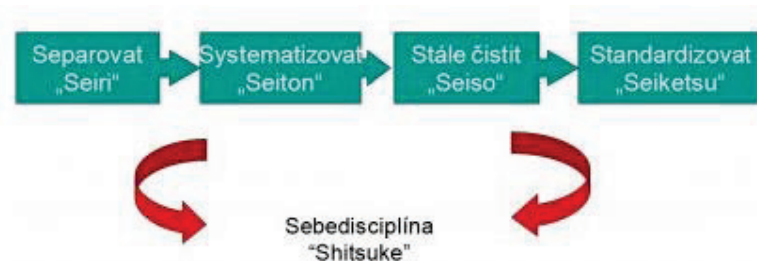 Separovat
„Seiri“
Systematizovat
„Seiton“
Stále čistit
„Seiso“
Standardizovat
„Seiketsu“
Sebedisciplína
“Shitsuke”